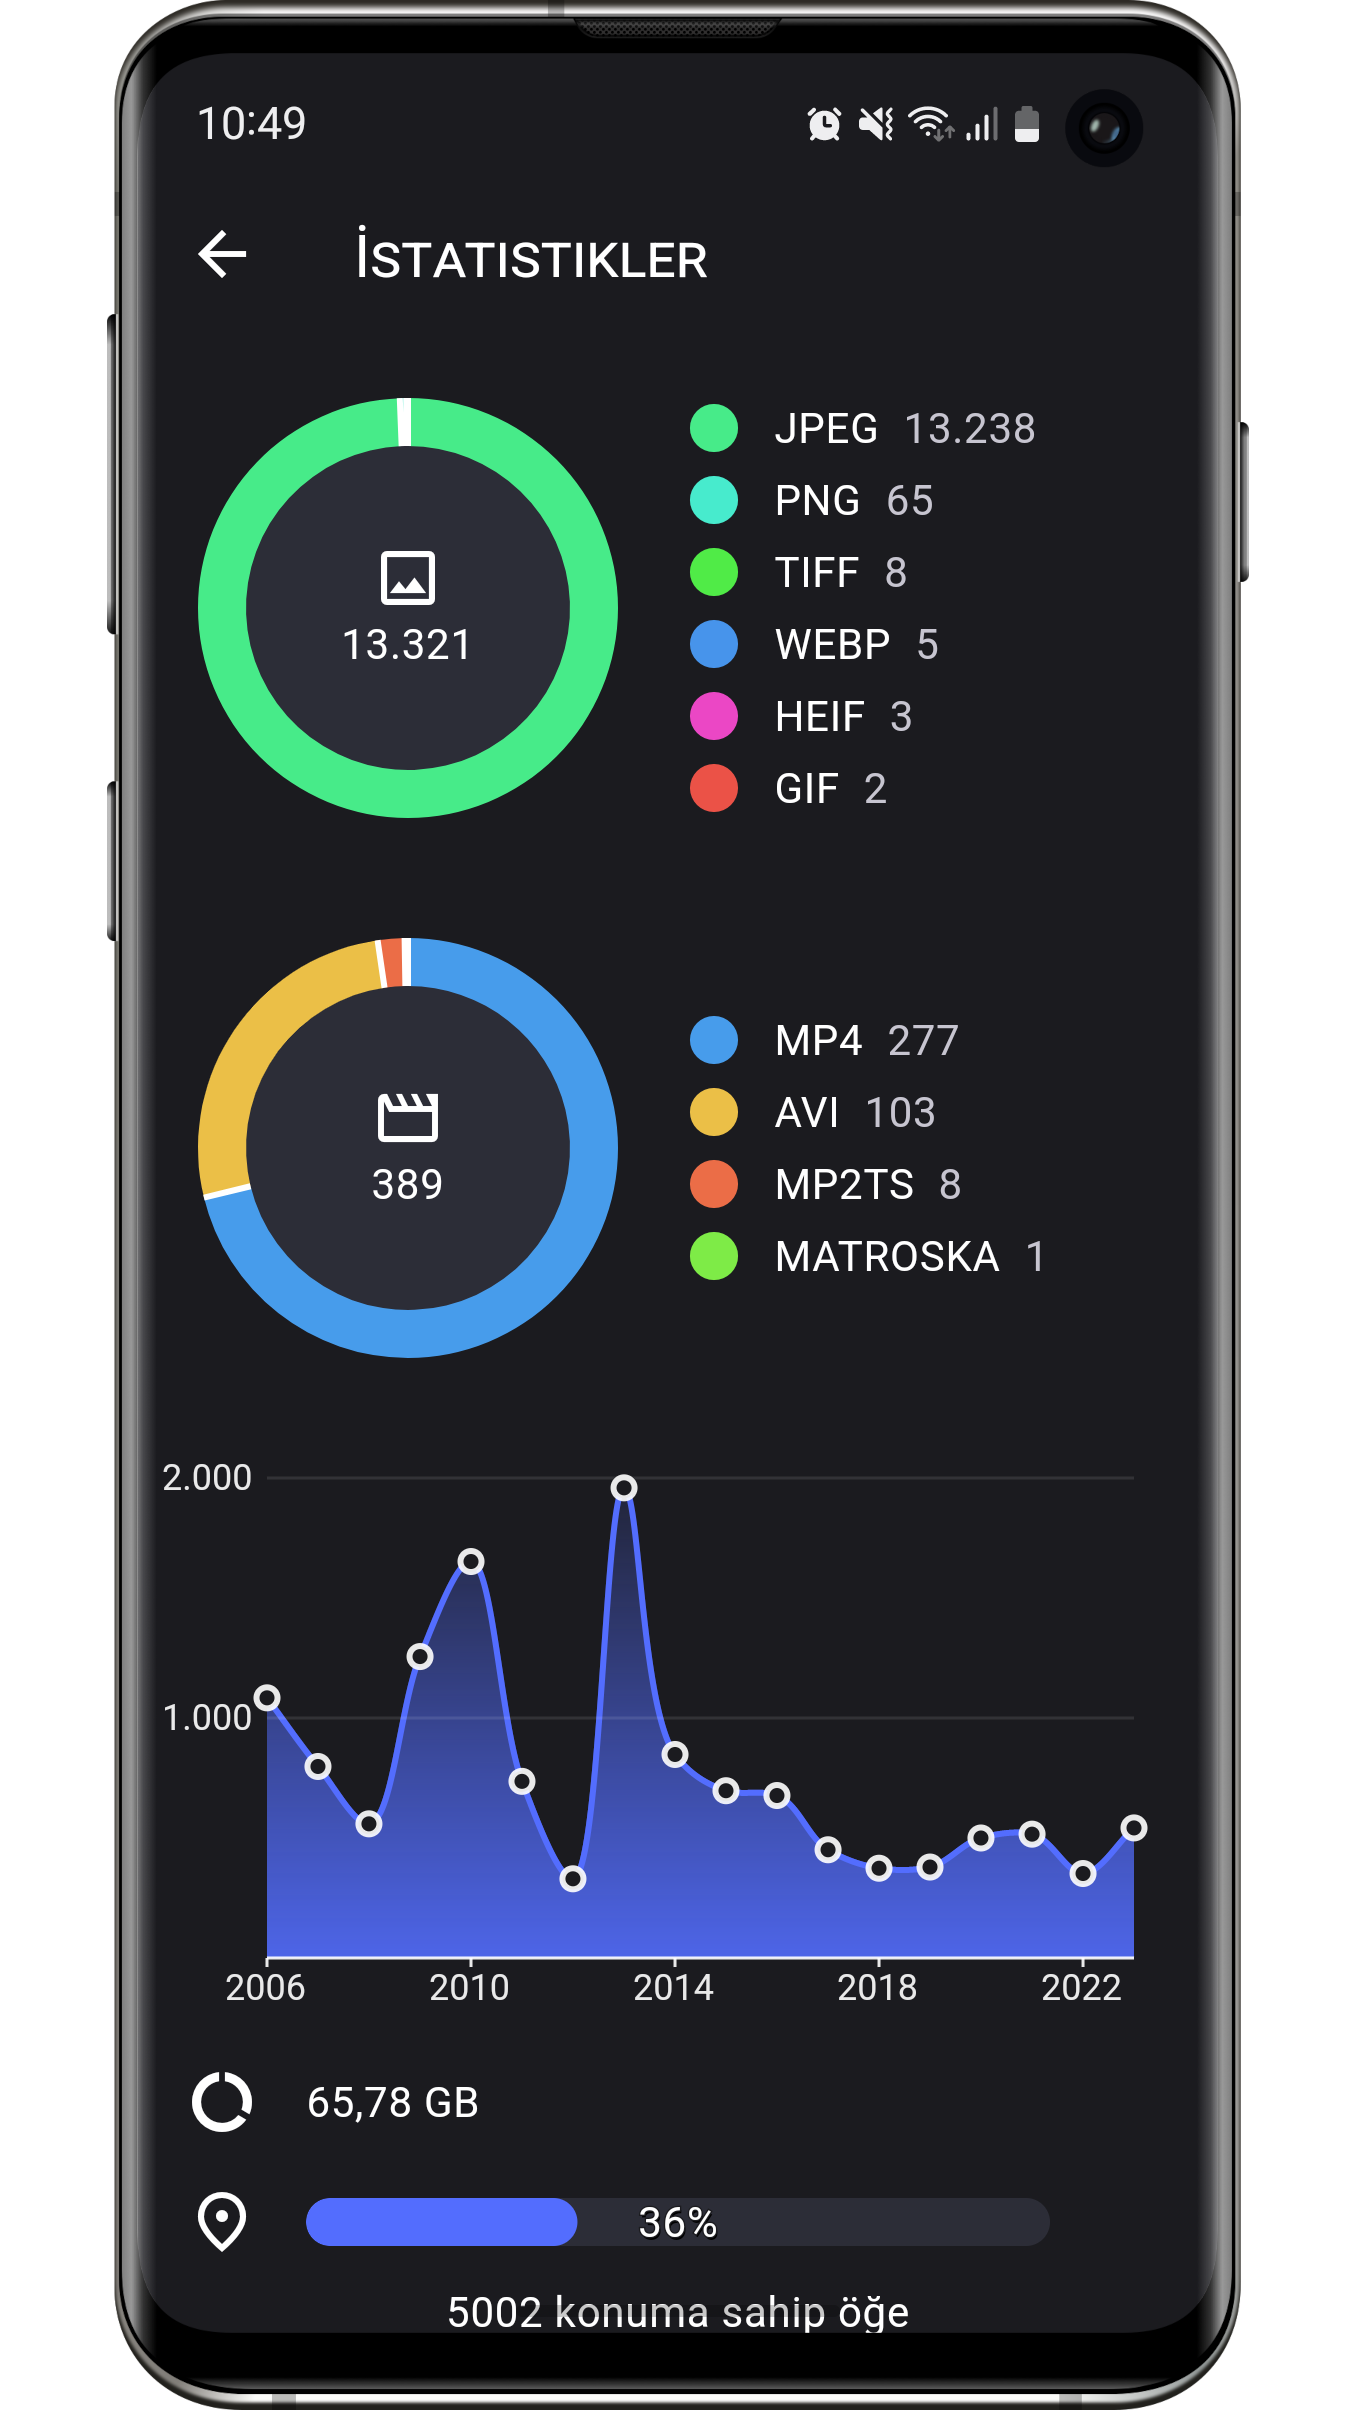 10:49
İSTATISTIKLER
JPEG 13.238
PNG 65
TIFF 8
WEBP 5
HEIF 3
GIF 2
13.321
MP4 277
AVI 103
MP2TS 8
MATROSKA 1
389
2.000
1.000
2006 2010 2014 2018 2022
65,78 GB
36%
5002 konuma sahip öğe